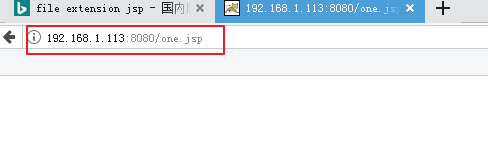 file extension jsp - 国内
192.168.1.113:8080/one.jsp
192.168.1.113:8080/one.jsp